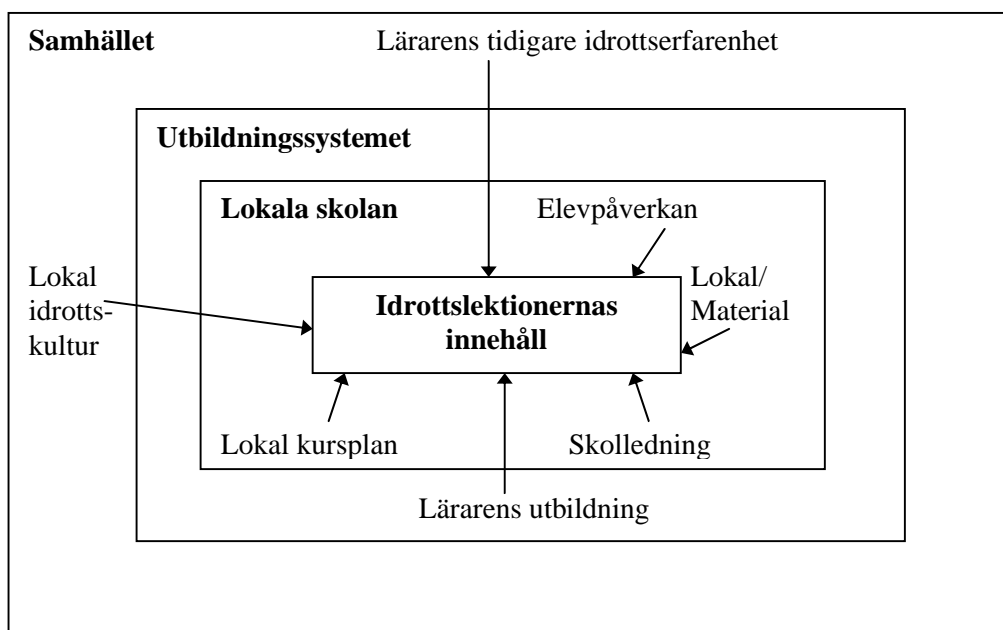 Samhället
Lärarens tidigare idrottserfarenhet
Utbildningssystemet
Lokala skolan
Elevpåverkan
Lokal
idrotts-
kultur
Lokal/
Material
Idrottslektionernas
innehåll
Lokal kursplan
Skolledning
Lärarens utbildning